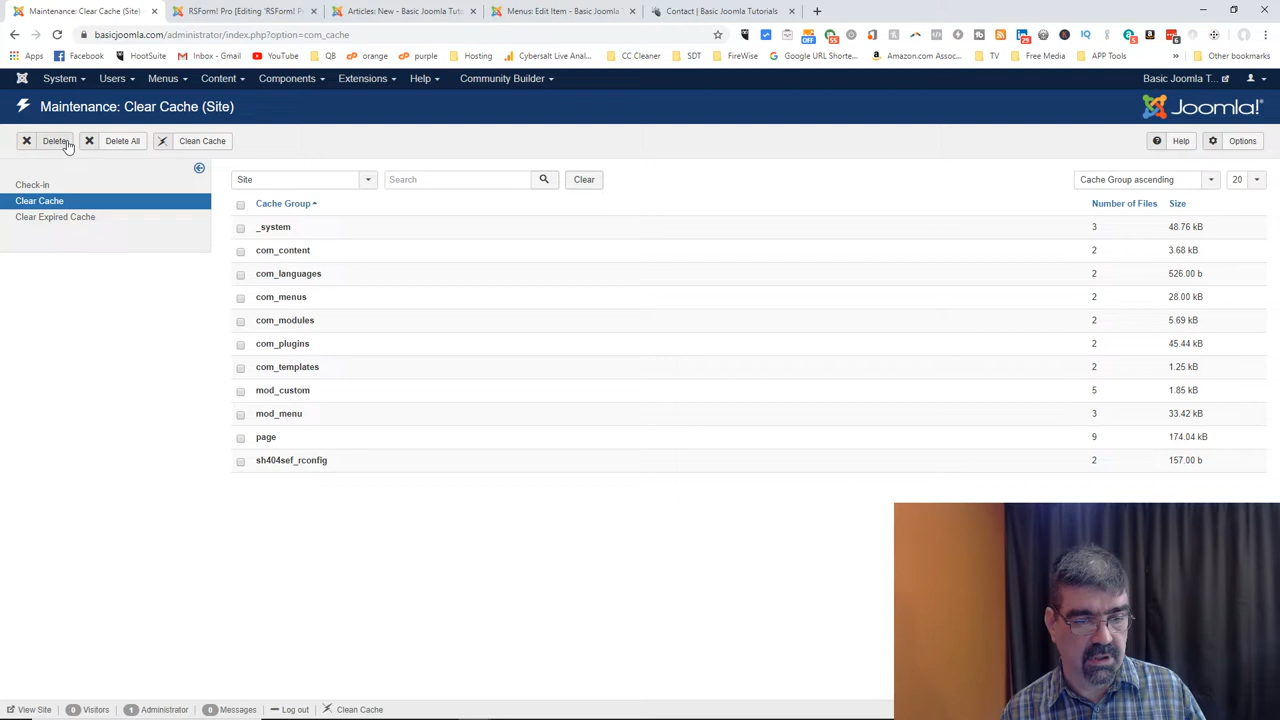 Maintenance: Clear Cache (Site)
RSForm! Pro [Editing 'RSForm! P
Articles: New - Basic Joomla Tuto
Menus: Edit Item - Basic Joomla T
Contact | Basic Joomla Tutorials
basicjoomla.com/administrator/index.php?option=com_cache
Apps
Facebook
HootSuite
Inbox - Gmail
YouTube
QB
orange
purple
Hosting
Cybersalt Live Anal...
CC Cleaner
FireWise
Google URL Shorte...
Amazon.com Assoc...
TV
Free Media
APP Tools
Other bookmarks
System
Users
Menus
Content
Components
Extensions
Help
Community Builder
Basic Joomla T...
Maintenance: Clear Cache (Site)
Joomla!
Delete
Delete All
Clean Cache
Help
Options
Check-in
Clear Cache
Clear Expired Cache
Site
Search
Clear
Cache Group ascending
20
Cache Group Number of Files Size
_system 3 48.76 kB
com_content 2 3.68 kB
com_languages 2 526.00 b
com_menus 2 28.00 kB
com_modules 2 5.69 kB
com_plugins 2 45.44 kB
com_templates 2 1.25 kB
mod_custom 5 1.85 kB
mod_menu 3 33.42 kB
page 9 174.04 kB
sh404sef_rconfig 2 157.00 b
View Site
0 Visitors
1 Administrator
0 Messages
Log out
Clean Cache